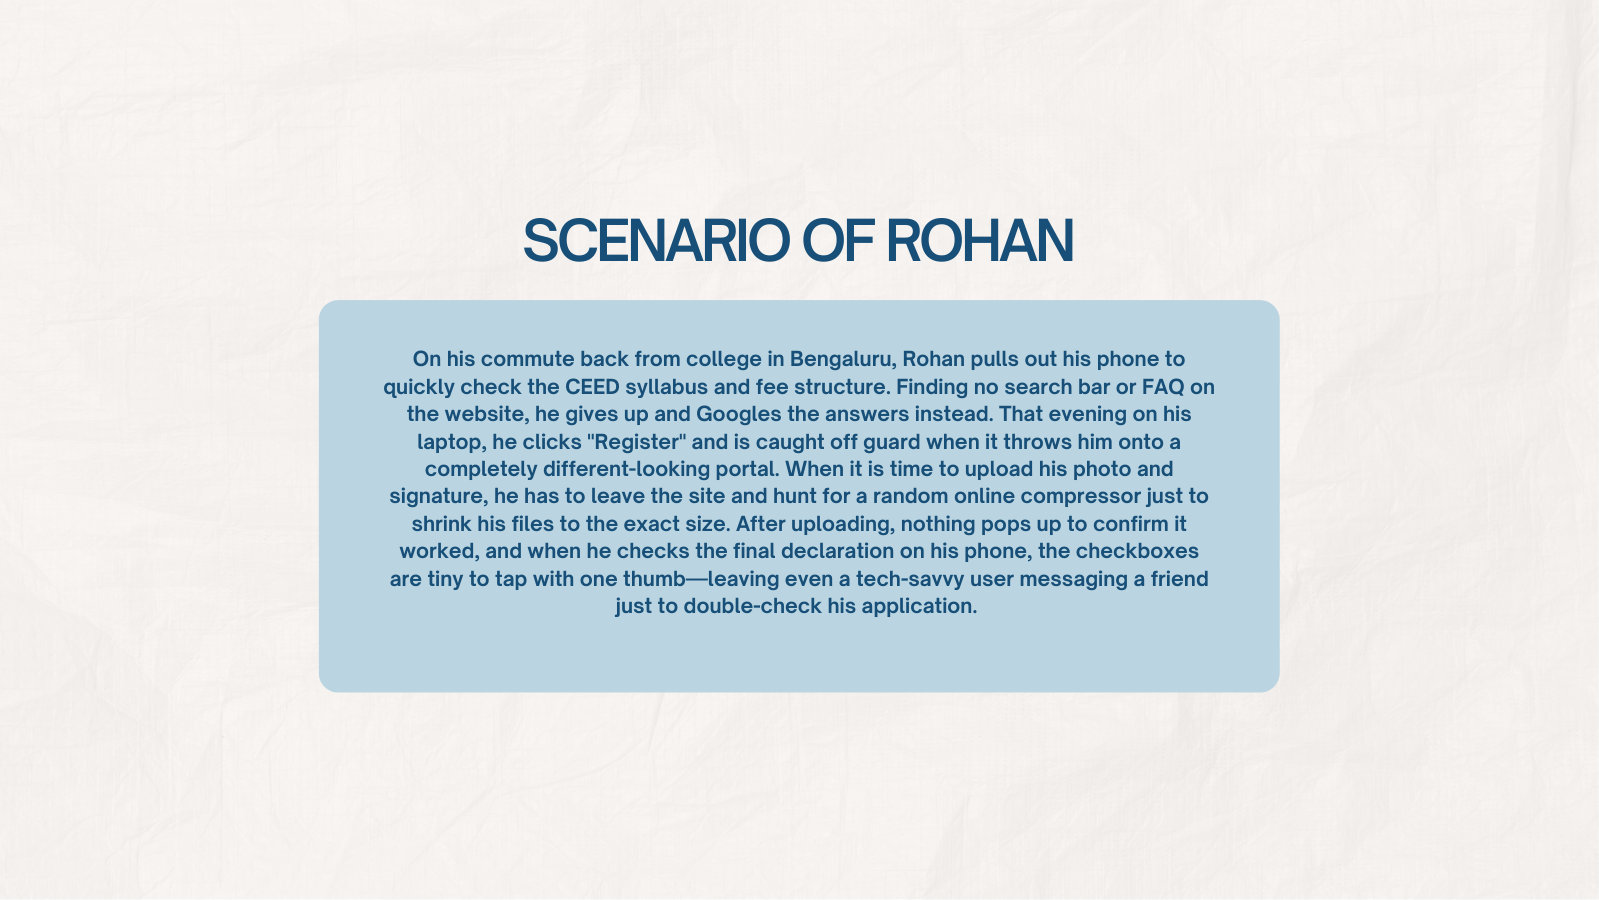 SCENARIO OF ROHAN
On his commute back from college in Bengaluru, Rohan pulls out his phone to
quickly check the CEED syllabus and fee structure. Finding no search bar or FAQ on
the website, he gives up and Googles the answers instead. That evening on his
laptop, he clicks "Register" and is caught off guard when it throws him onto a
completely different-looking portal. When it is time to upload his photo and
signature, he has to leave the site and hunt for a random online compressor just to
shrink his files to the exact size. After uploading, nothing pops up to confirm it
worked, and when he checks the final declaration on his phone, the checkboxes
are tiny to tap with one thumb—leaving even a tech-savvy user messaging a friend
just to double-check his application.